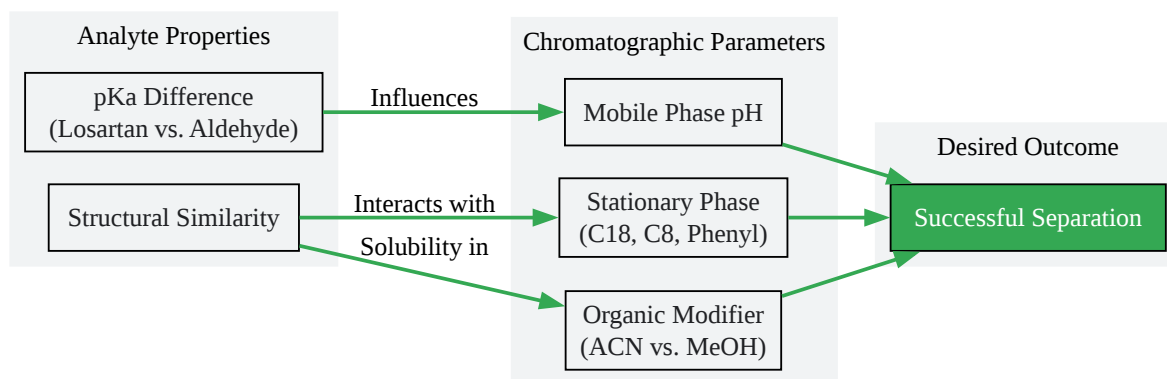 Analyte Properties
pKa Difference
(Losartan vs. Aldehyde)
Structural Similarity
Influences
Interacts with
Solubility in
Chromatographic Parameters
Mobile Phase pH
Stationary Phase
(C18, C8, Phenyl)
Organic Modifier
(ACN vs. MeOH)
Desired Outcome
Successful Separation